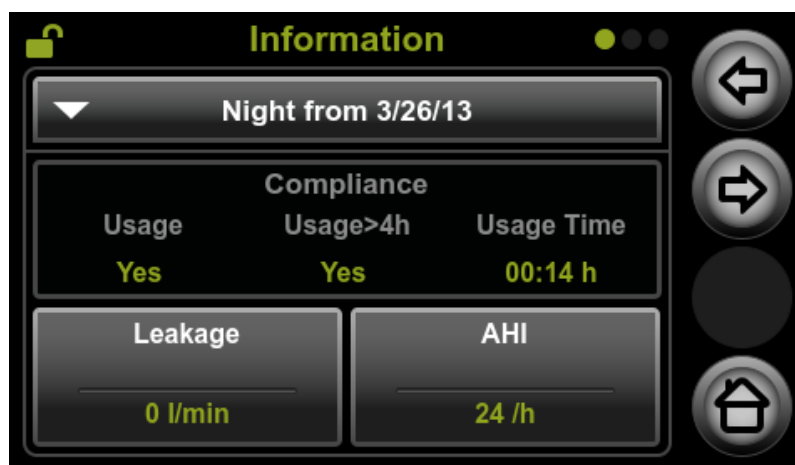 Information
Night from 3/26/13
Compliance
Usage Usage>4h Usage Time
Yes Yes 00:14 h
Leakage AHI
0 l/min 24 /h